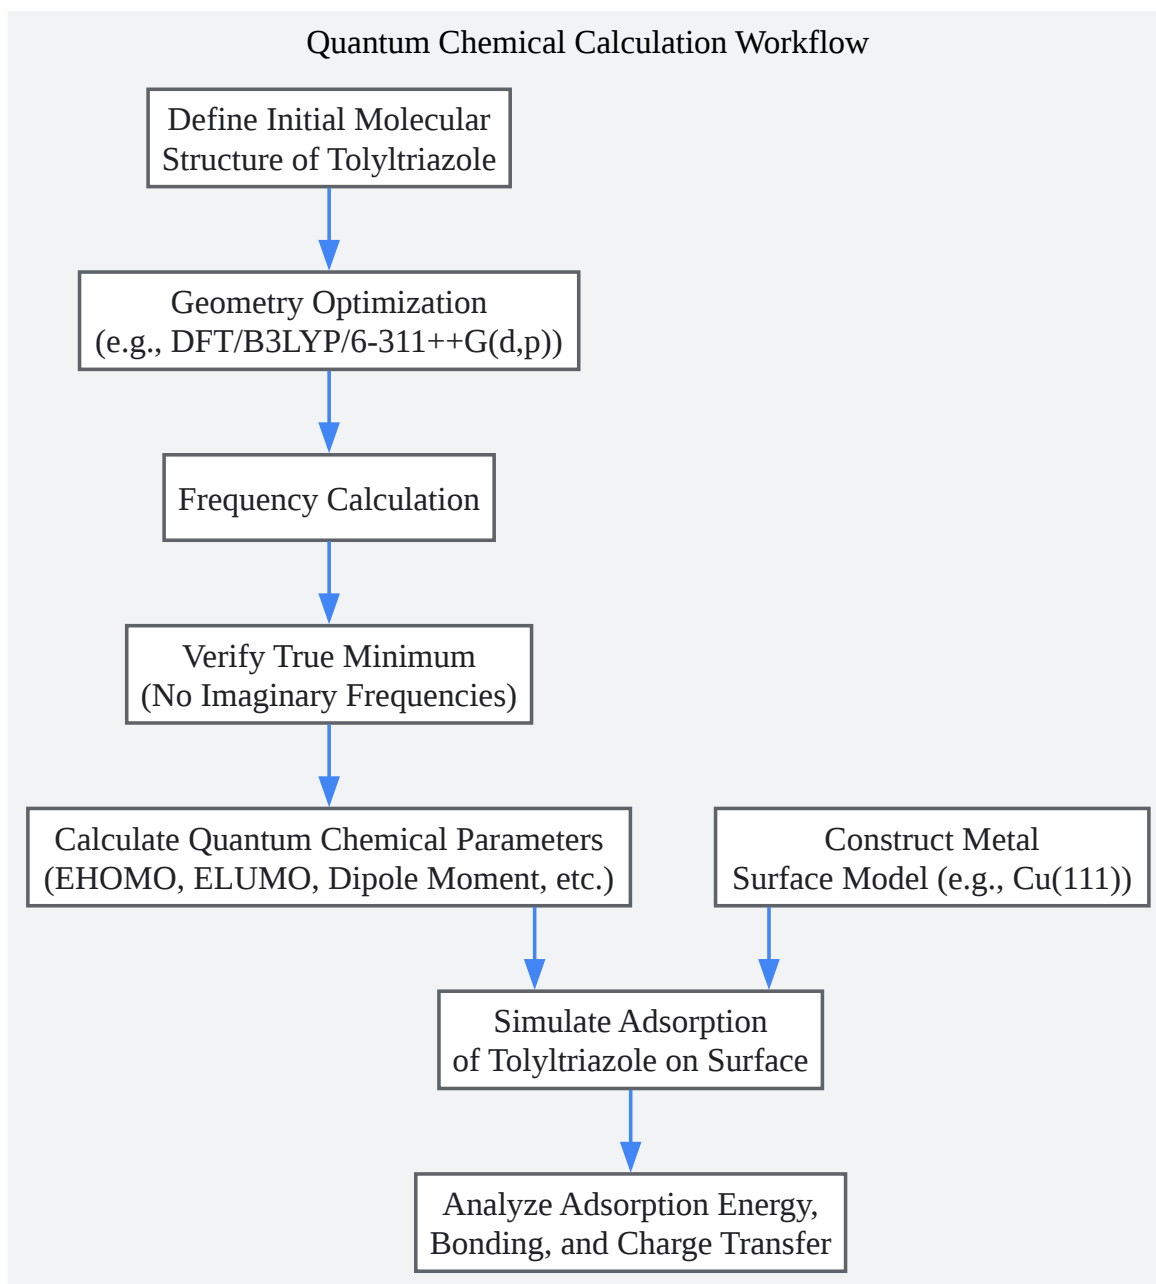 Quantum Chemical Calculation Workflow
Define Initial Molecular
Structure of Tolyltriazole
Geometry Optimization
(e.g., DFT/B3LYP/6-311++G(d,p))
Frequency Calculation
Verify True Minimum
(No Imaginary Frequencies)
Calculate Quantum Chemical Parameters
(EHOMO, ELUMO, Dipole Moment, etc.)
Construct Metal
Surface Model (e.g., Cu(111))
Simulate Adsorption
of Tolyltriazole on Surface
Analyze Adsorption Energy,
Bonding, and Charge Transfer